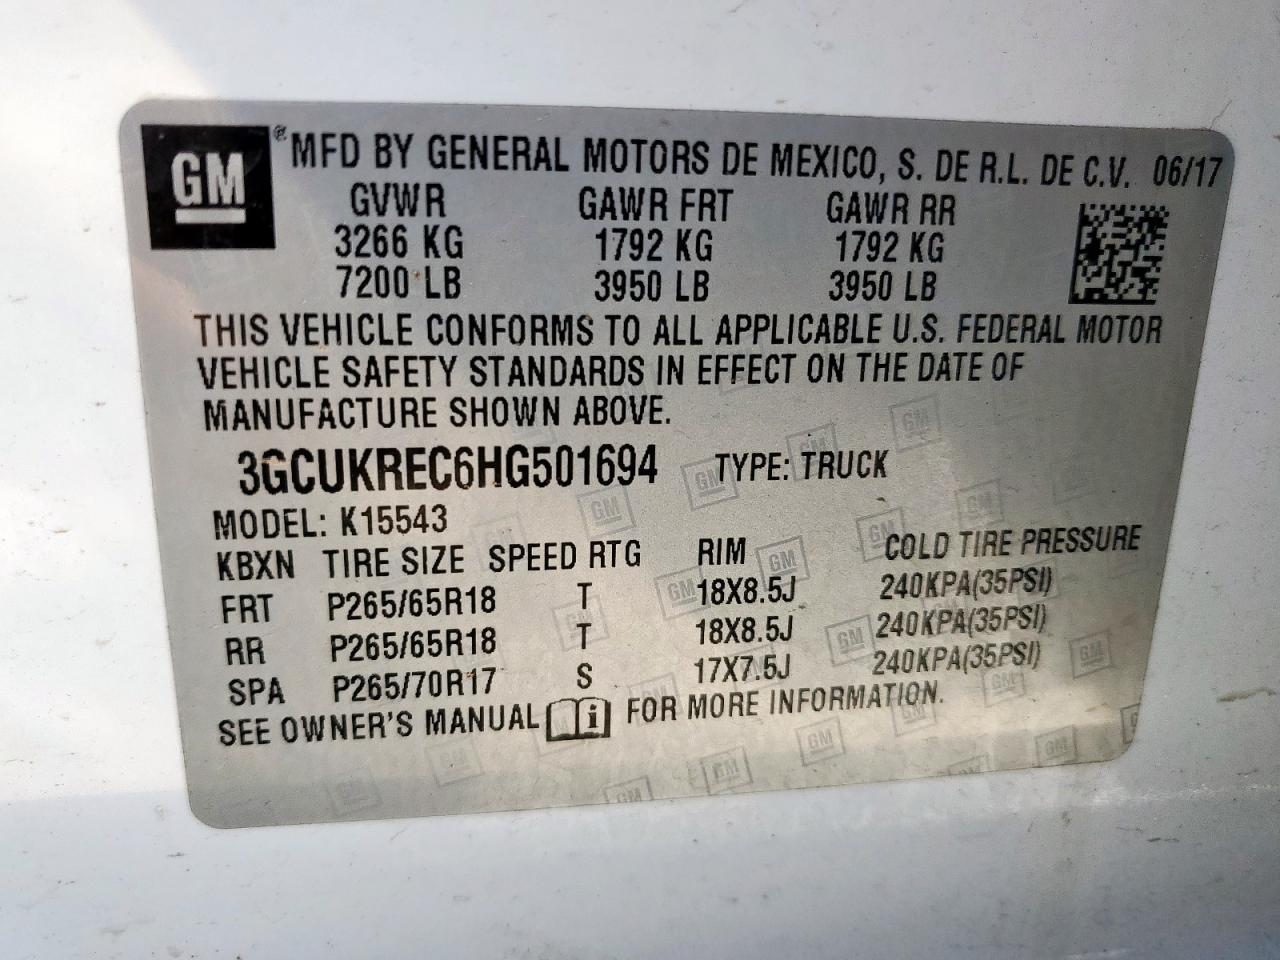 GM ® MFD BY GENERAL MOTORS DE MEXICO, S. DE R.L. DE C.V. 06/17
GVWR GAWR FRT GAWR RR
3266 KG 1792 KG 1792 KG
7200 LB 3950 LB 3950 LB
THIS VEHICLE CONFORMS TO ALL APPLICABLE U.S. FEDERAL MOTOR
VEHICLE SAFETY STANDARDS IN EFFECT ON THE DATE OF
MANUFACTURE SHOWN ABOVE.
3GCUKREC6HG501694 TYPE: TRUCK
MODEL: K15543
KBXN TIRE SIZE SPEED RTG RIM COLD TIRE PRESSURE
FRT P265/65R18 T 18X8.5J 240KPA(35PSI)
RR P265/65R18 T 18X8.5J 240KPA(35PSI)
SPA P265/70R17 S 17X7.5J 240KPA(35PSI)
SEE OWNER'S MANUAL i FOR MORE INFORMATION.